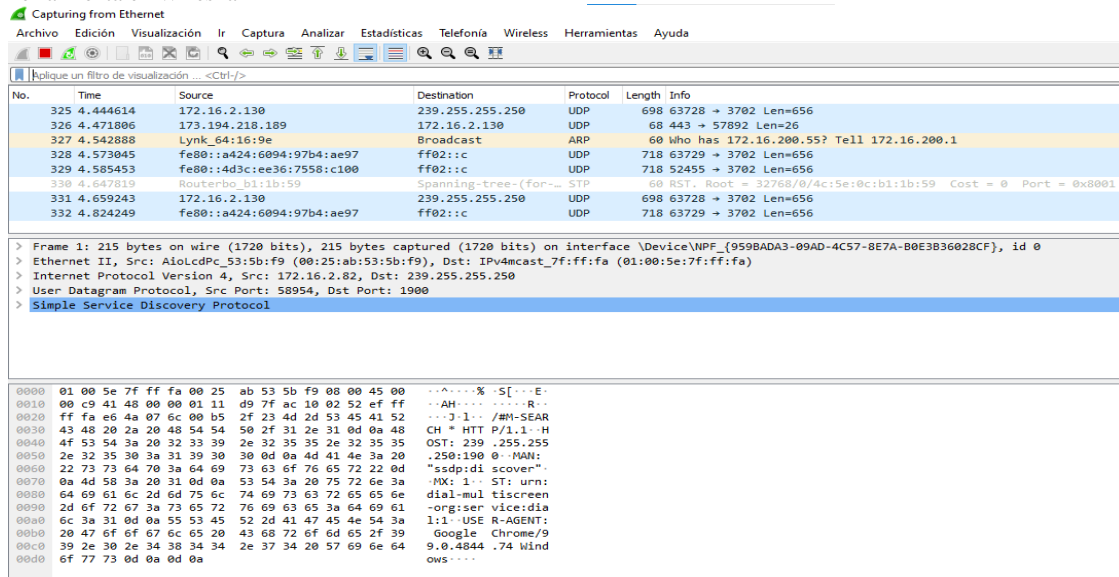 Capturing from Ethernet
Archivo Edición Visualización Ir Captura Analizar Estadísticas Telefonía Wireless Herramientas Ayuda
Aplique un filtro de visualización ... <Ctrl-/>
No. Time Source Destination Protocol Length Info
325 4.444614 172.16.2.130 239.255.255.250 UDP 698 63728 → 3702 Len=656
326 4.471806 173.194.218.189 172.16.2.130 UDP 68 443 → 57892 Len=26
327 4.542888 Lynk_64:16:9e Broadcast ARP 60 Who has 172.16.200.55? Tell 172.16.200.1
328 4.573045 fe80::a424:6094:97b4:ae97 ff02::c UDP 718 63729 → 3702 Len=656
329 4.585453 fe80::4d3c:ee36:7558:c100 ff02::c UDP 718 52455 → 3702 Len=656
330 4.647819 Routerbo_b1:1b:59 Spanning-tree-(for-… STP 60 RST. Root = 32768/0/4c:5e:0c:b1:1b:59 Cost = 0 Port = 0x8001
331 4.659243 172.16.2.130 239.255.255.250 UDP 698 63728 → 3702 Len=656
332 4.824249 fe80::a424:6094:97b4:ae97 ff02::c UDP 718 63729 → 3702 Len=656
> Frame 1: 215 bytes on wire (1720 bits), 215 bytes captured (1720 bits) on interface \Device\NPF_{959BADA3-09AD-4C57-8E7A-B0E3B36028CF}, id 0
> Ethernet II, Src: AioLcdPc_53:5b:f9 (00:25:ab:53:5b:f9), Dst: IPv4mcast_7f:ff:fa (01:00:5e:7f:ff:fa)
> Internet Protocol Version 4, Src: 172.16.2.82, Dst: 239.255.255.250
> User Datagram Protocol, Src Port: 58954, Dst Port: 1900
> Simple Service Discovery Protocol
0000 01 00 5e 7f ff fa 00 25 ab 53 5b f9 08 00 45 00 ··^····% ·S[···E·
0010 00 c9 41 48 00 00 01 11 d9 7f ac 10 02 52 ef ff ··AH···· ·····R··
0020 ff fa e6 4a 07 6c 00 b5 2f 23 4d 2d 53 45 41 52 ···J·l·· /#M-SEAR
0030 43 48 20 2a 20 48 54 54 50 2f 31 2e 31 0d 0a 48 CH * HTT P/1.1··H
0040 4f 53 54 3a 20 32 33 39 2e 32 35 35 2e 32 35 35 OST: 239 .255.255
0050 2e 32 35 30 3a 31 39 30 30 0d 0a 4d 41 4e 3a 20 .250:190 0··MAN:
0060 22 73 73 64 70 3a 64 69 73 63 6f 76 65 72 22 0d "ssdp:di scover"·
0070 0a 4d 58 3a 20 31 0d 0a 53 54 3a 20 75 72 6e 3a ·MX: 1·· ST: urn:
0080 64 69 61 6c 2d 6d 75 6c 74 69 73 63 72 65 65 6e dial-mul tiscreen
0090 2d 6f 72 67 3a 73 65 72 76 69 63 65 3a 64 69 61 -org:ser vice:dia
00a0 6c 3a 31 0d 0a 55 53 45 52 2d 41 47 45 4e 54 3a l:1··USE R-AGENT:
00b0 20 47 6f 6f 67 6c 65 20 43 68 72 6f 6d 65 2f 39 Google Chrome/9
00c0 39 2e 30 2e 34 38 34 34 2e 37 34 20 57 69 6e 64 9.0.4844 .74 Wind
00d0 6f 77 73 0d 0a 0d 0a ows····